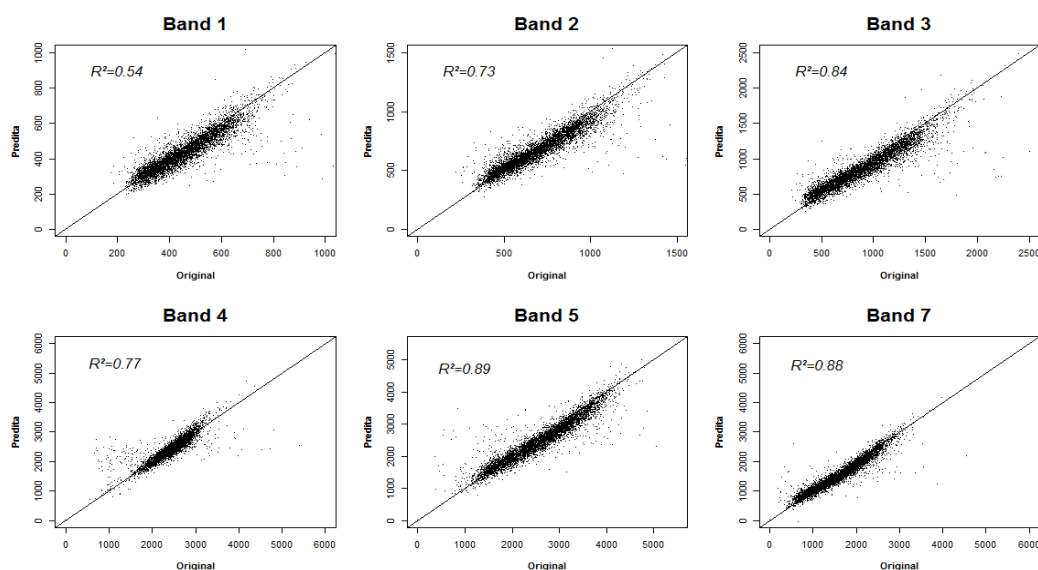 Band 1
R²=0.54
Predita
0 200 400 600 800 1000
0 200 400 600 800 1000
Original
Band 2
R²=0.73
Predita
0 500 1000 1500
0 500 1000 1500
Original
Band 3
R²=0.84
Predita
0 500 1000 1500 2000 2500
0 500 1000 1500 2000 2500
Original
Band 4
R²=0.77
Predita
0 1000 2000 3000 4000 5000 6000
0 1000 2000 3000 4000 5000 6000
Original
Band 5
R²=0.89
Predita
0 1000 2000 3000 4000 5000
0 1000 2000 3000 4000 5000
Original
Band 7
R²=0.88
Predita
0 1000 2000 3000 4000 5000 6000
0 1000 2000 3000 4000 5000 6000
Original